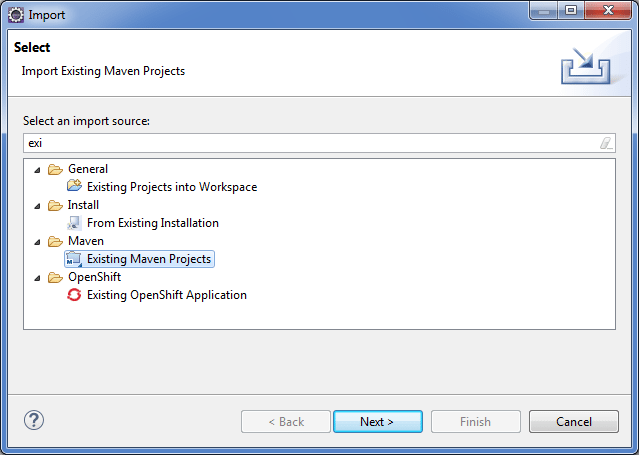 Import
Select
Import Existing Maven Projects
Select an import source:
exi
General
Existing Projects into Workspace
Install
From Existing Installation
Maven
Existing Maven Projects
OpenShift
Existing OpenShift Application
?
< Back Next > Finish Cancel